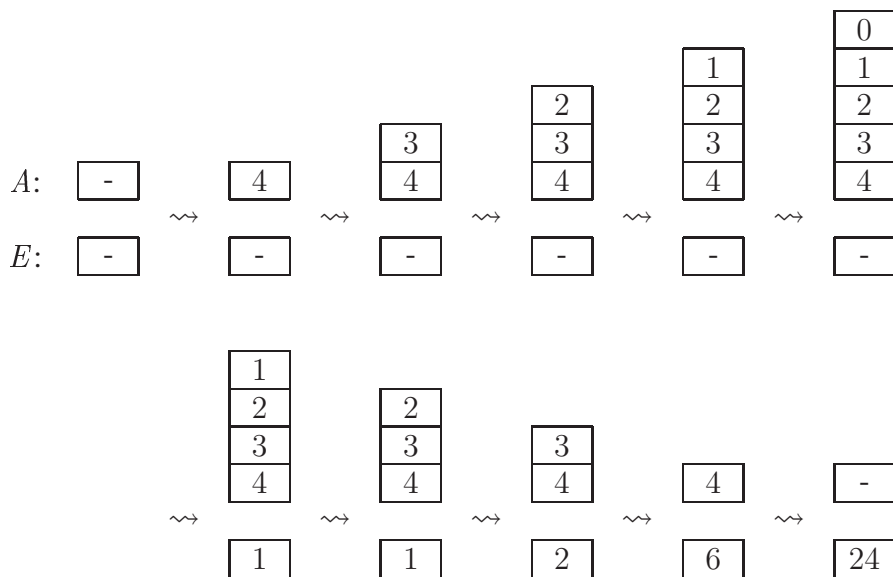 0
1 1
2 2 2
3 3 3 3
A: - 4 4 4 4 4
⇝ ⇝ ⇝ ⇝ ⇝
E: - - - - - -
1
2 2
3 3 3
4 4 4 4 -
⇝ ⇝ ⇝ ⇝ ⇝
1 1 2 6 24